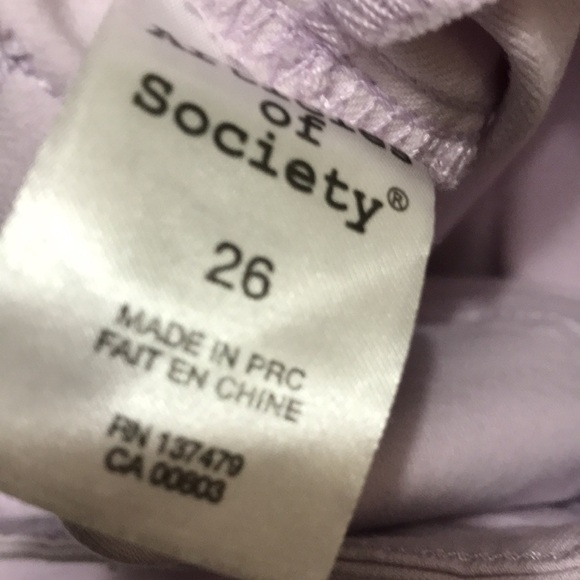 of
Society®
26
MADE IN PRC
FAIT EN CHINE
RN 137479
CA 00603